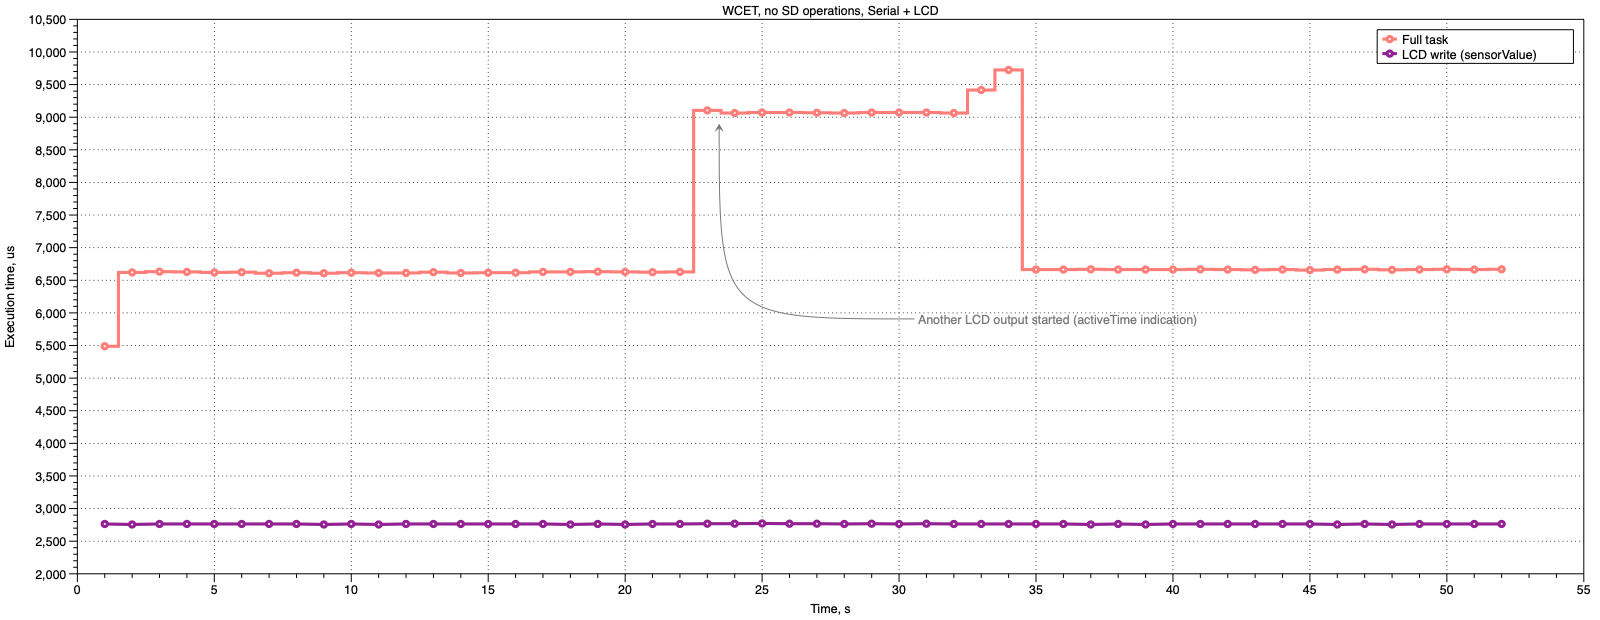 WCET, no SD operations, Serial + LCD
Full task
LCD write (sensorValue)
10,500
10,000
9,500
9,000
8,500
8,000
7,500
7,000
6,500
6,000
5,500
5,000
4,500
4,000
3,500
3,000
2,500
2,000
Execution time, us
Another LCD output started (activeTime indication)
0 5 10 15 20 25 30 35 40 45 50 55
Time, s